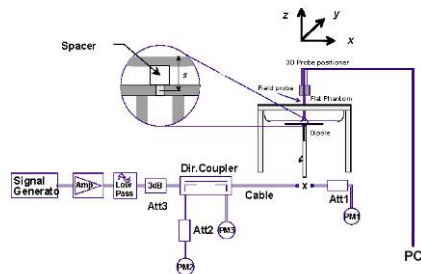 z
y
x
Spacer
s
3D Probe positioner
Field probe
Flat Phantom
Dipole
Signal
Generato
Amp
Low
Pass
3dB
Att3
Dir.Coupler
Cable
x
Att1
PM1
Att2
PM3
PM2
PC